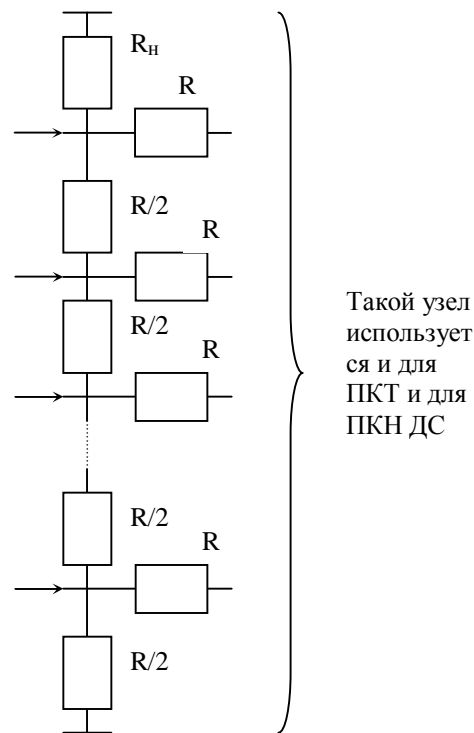 Rн
R
R/2
R
R/2
R
R/2
R
R/2
Такой узел
использует
ся и для
ПКТ и для
ПКН ДС